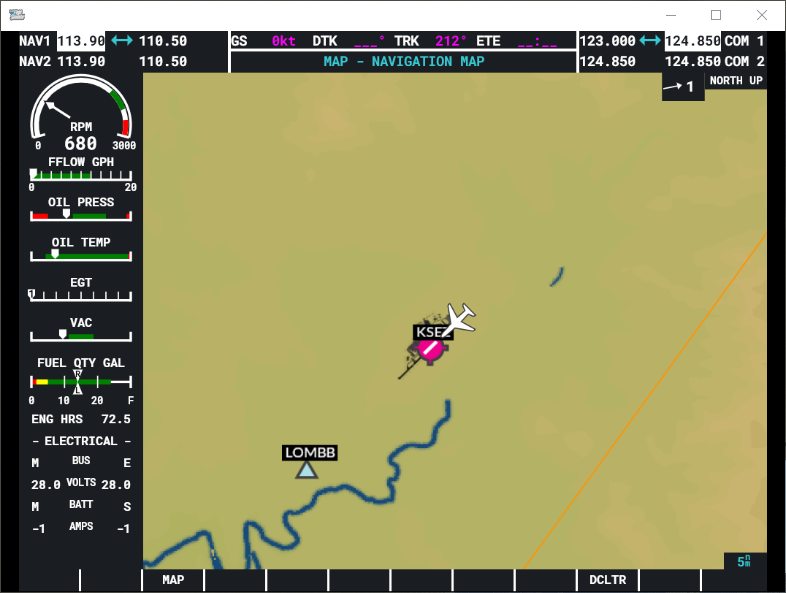 NAV1 113.90 110.50 GS 0kt DTK ___° TRK 212° ETE __:__ 123.000 124.850 COM 1
NAV2 113.90 110.50 MAP - NAVIGATION MAP 124.850 124.850 COM 2
1 NORTH UP
RPM
0 680 3000
FFLOW GPH
0 20
OIL PRESS
OIL TEMP
EGT
1
VAC
FUEL QTY GAL
R
L
0 10 20 F
ENG HRS 72.5
- ELECTRICAL -
M BUS E
28.0 VOLTS 28.0
M BATT S
-1 AMPS -1
KSEZ
LOMBB
5nm
MAP DCLTR